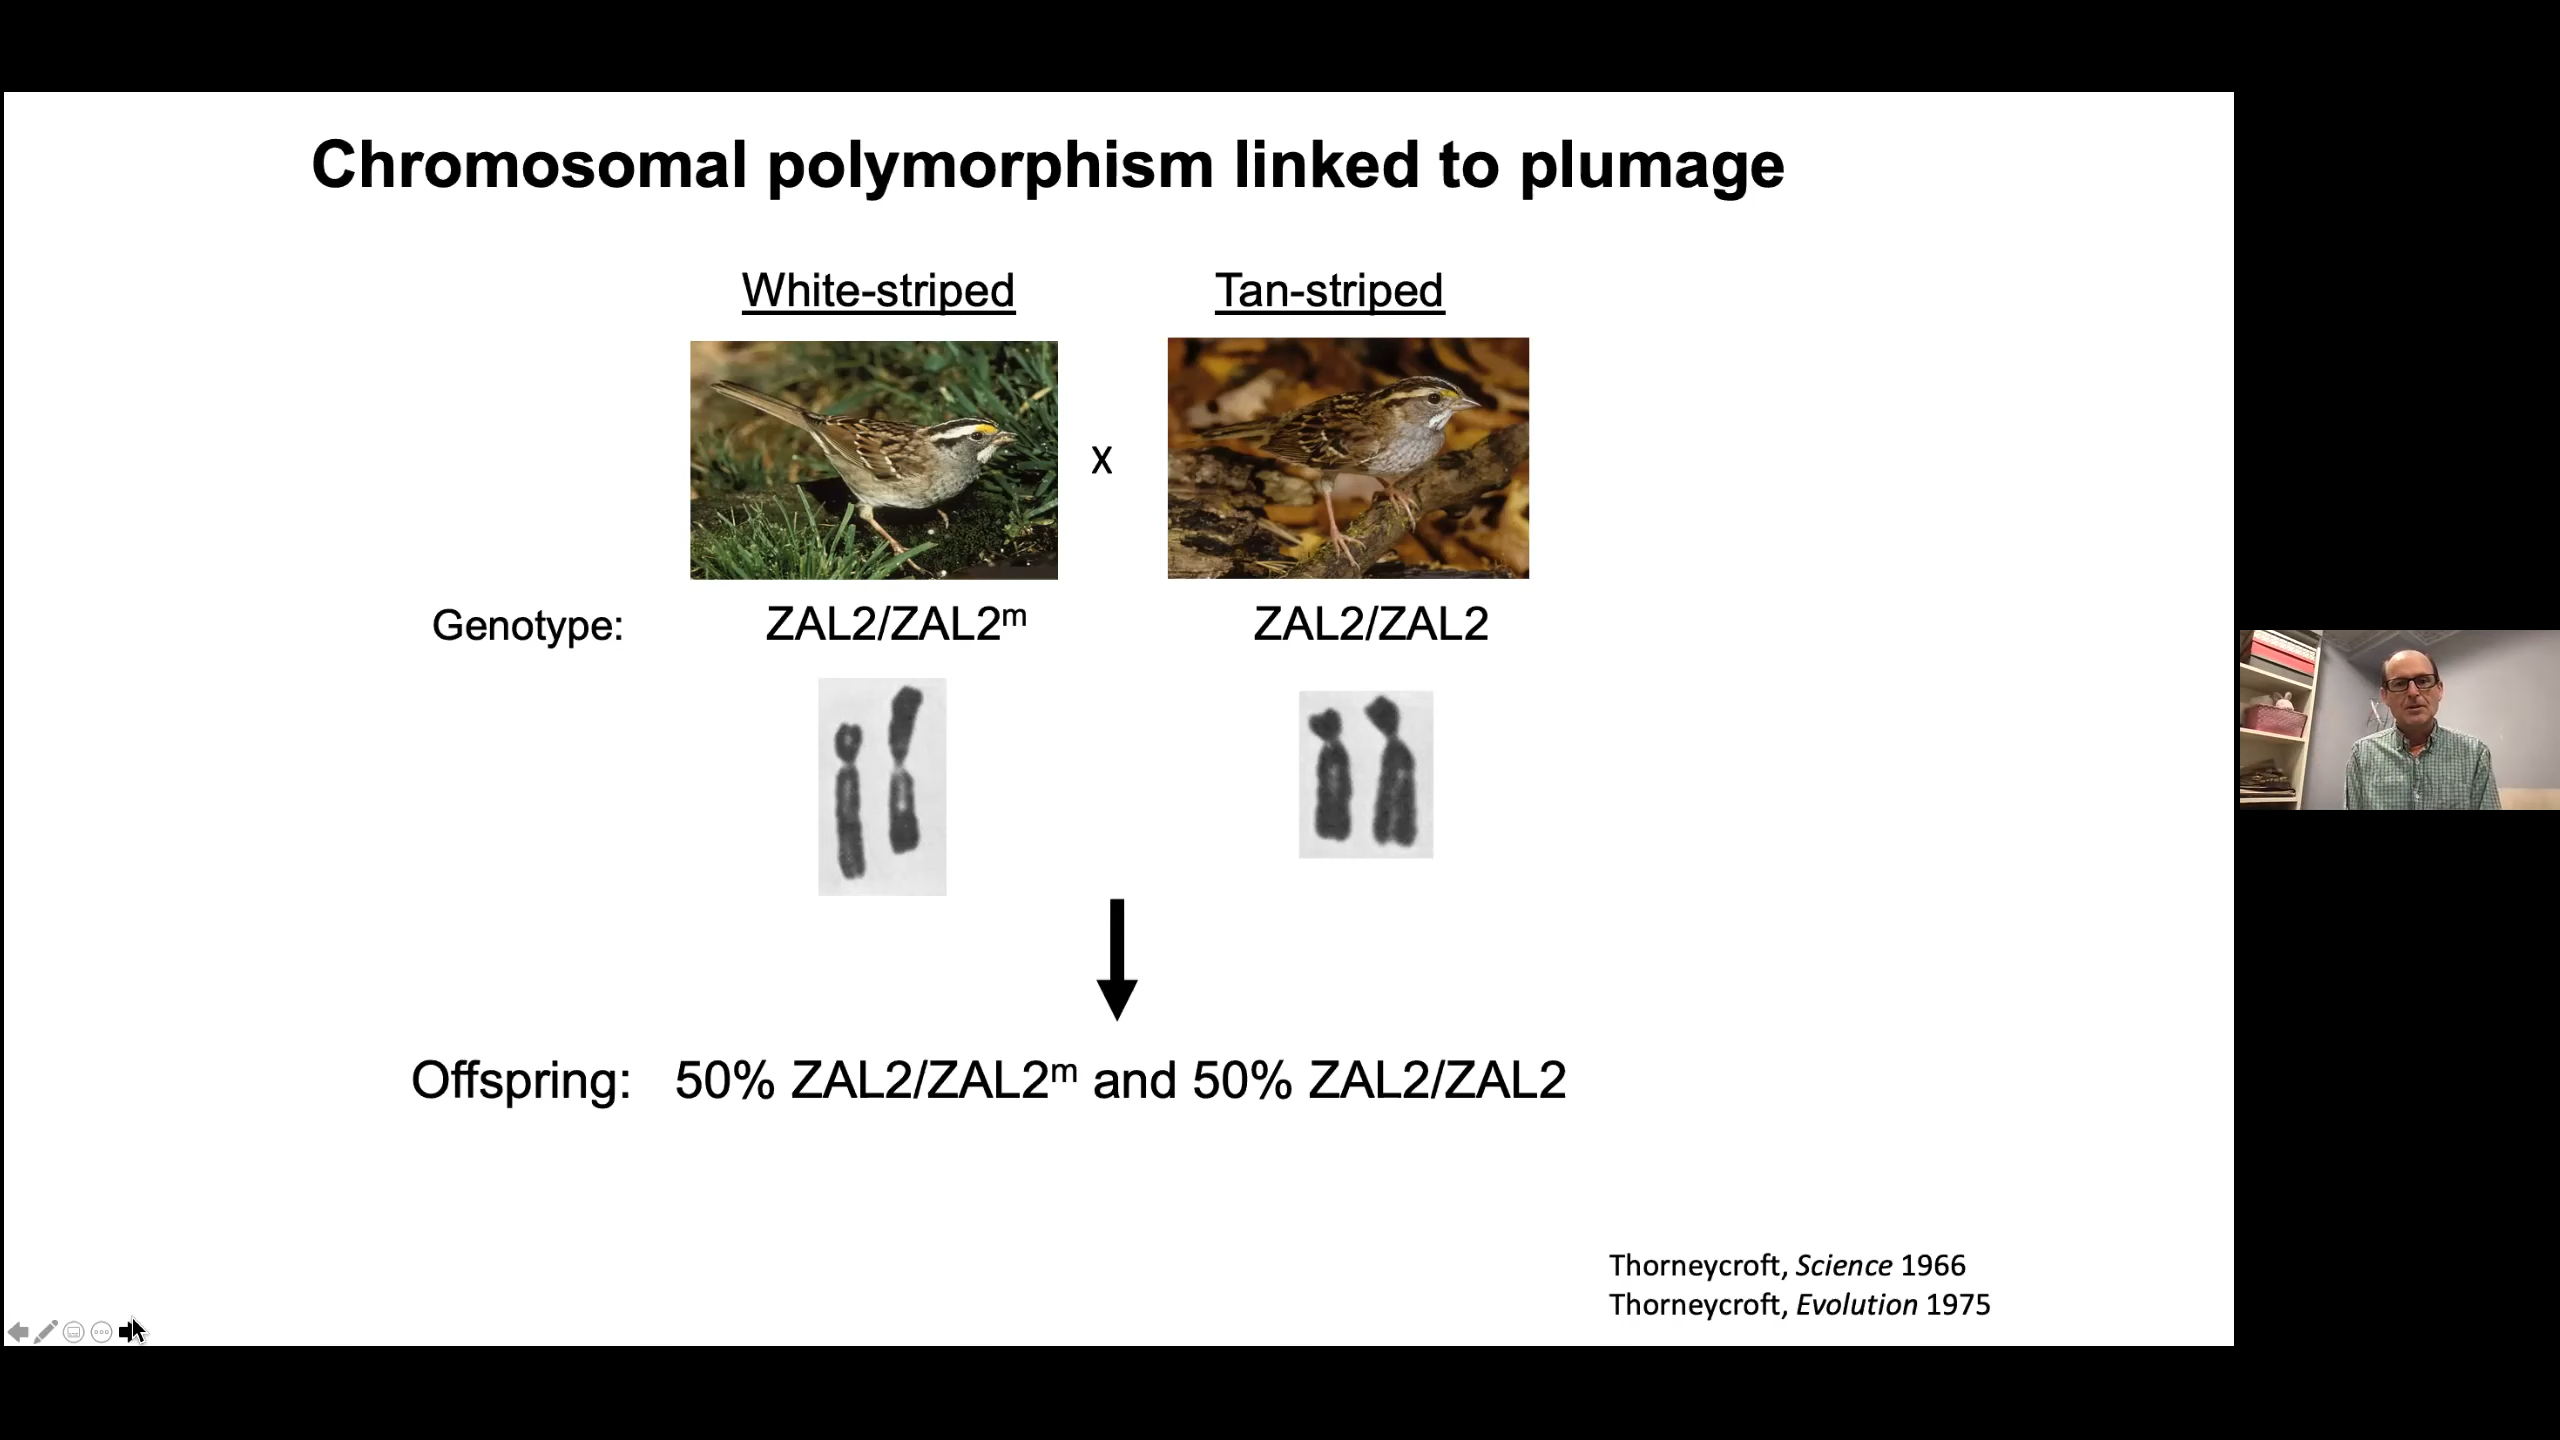 Chromosomal polymorphism linked to plumage
White-striped Tan-striped
x
Genotype: ZAL2/ZAL2ᵐ ZAL2/ZAL2
Offspring: 50% ZAL2/ZAL2ᵐ and 50% ZAL2/ZAL2
Thorneycroft, Science 1966
Thorneycroft, Evolution 1975